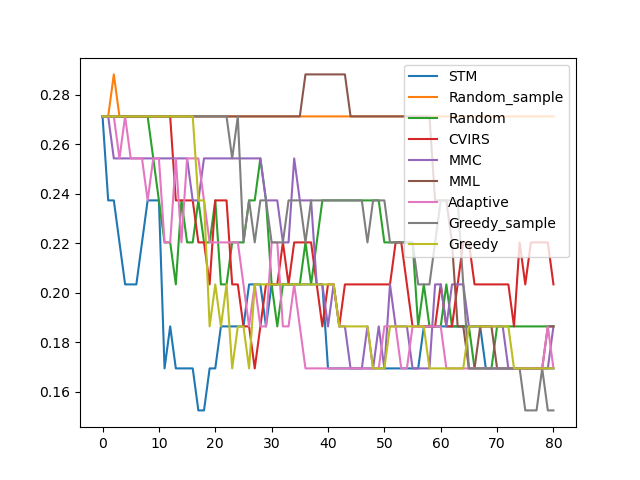 0.28
0.26
0.24
0.22
0.20
0.18
0.16
0 10 20 30 40 50 60 70 80
STM
Random_sample
Random
CVIRS
MMC
MML
Adaptive
Greedy_sample
Greedy